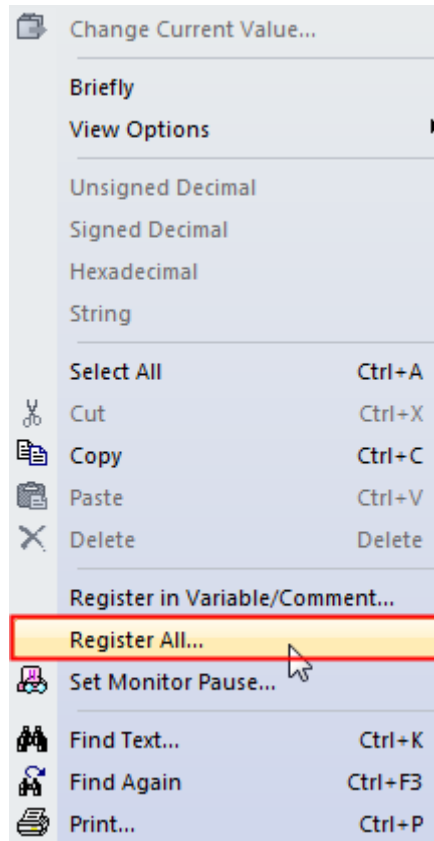 Change Current Value...
Briefly
View Options
Unsigned Decimal
Signed Decimal
Hexadecimal
String
Select All Ctrl+A
Cut Ctrl+X
Copy Ctrl+C
Paste Ctrl+V
Delete Delete
Register in Variable/Comment...
Register All...
Set Monitor Pause...
Find Text... Ctrl+K
Find Again Ctrl+F3
Print... Ctrl+P